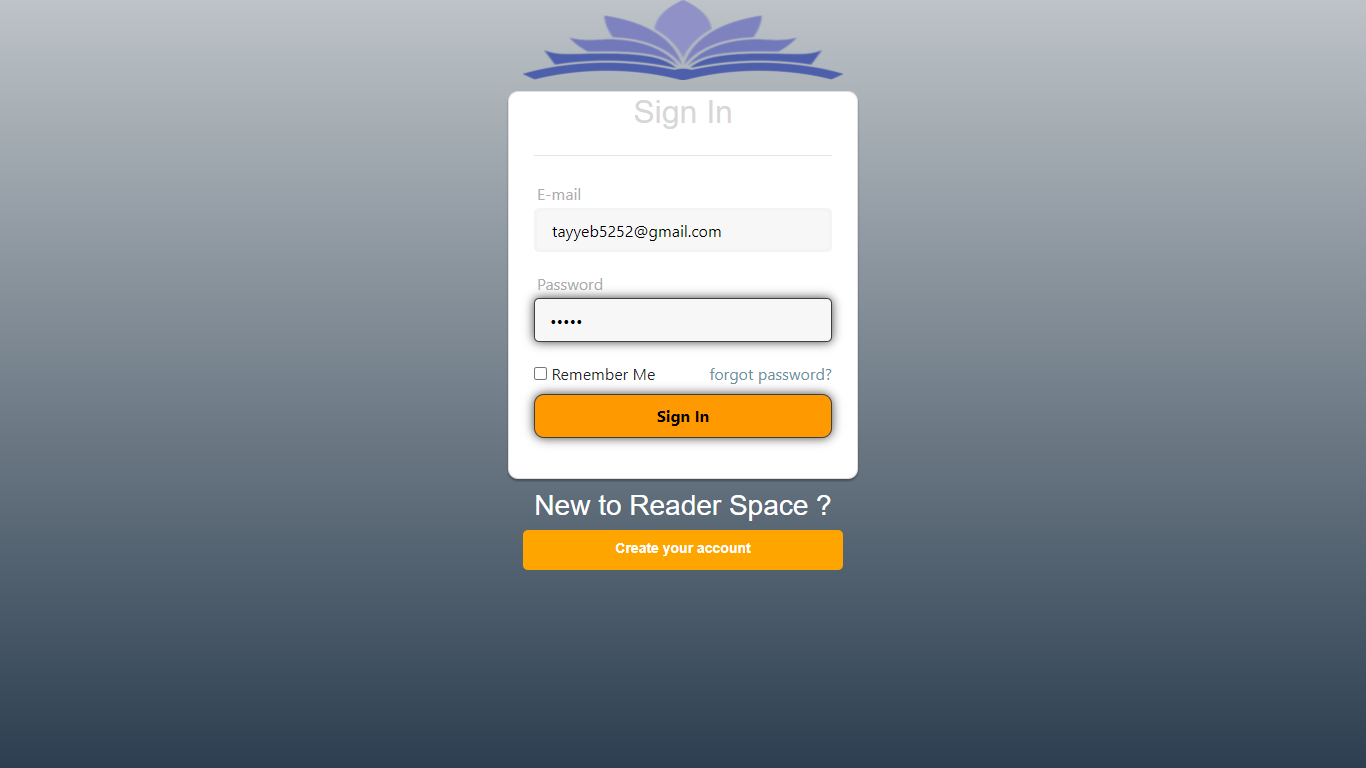 Sign In
E-mail
tayyeb5252@gmail.com
Password
•••••
Remember Me forgot password?
Sign In
New to Reader Space ?
Create your account